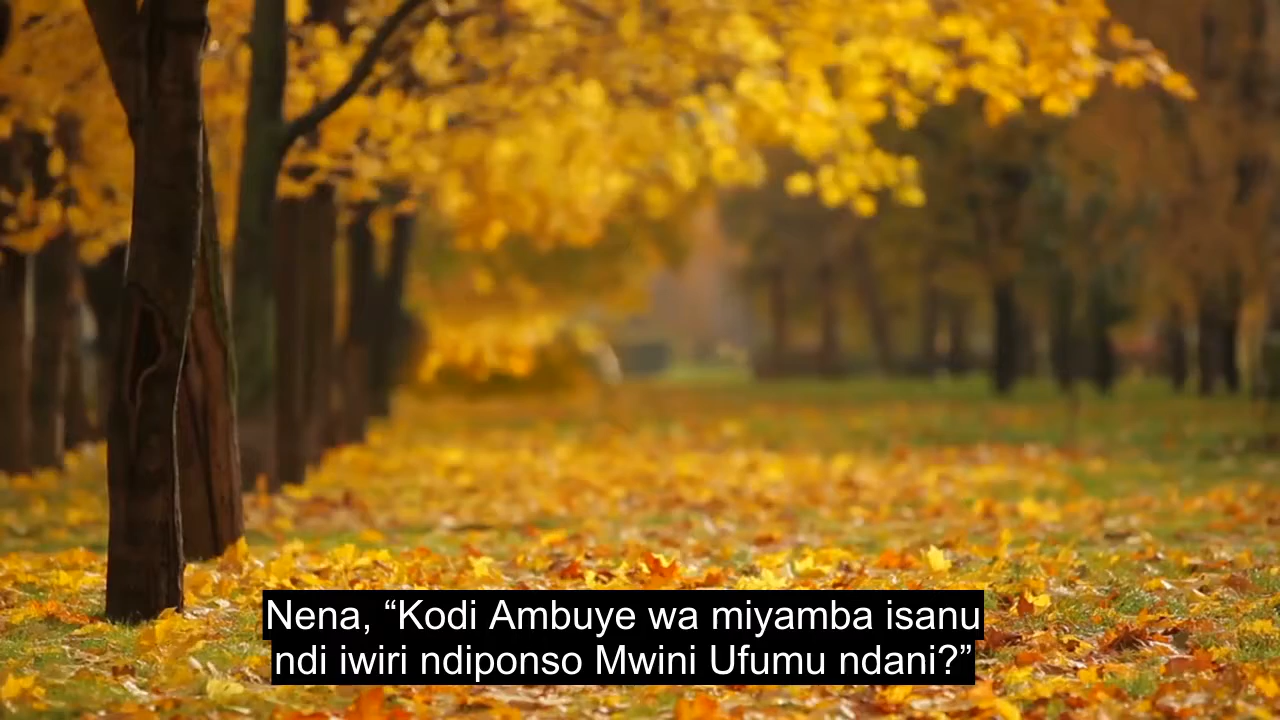 Nena, “Kodi Ambuye wa miyamba isanu
ndi iwiri ndiponso Mwini Ufumu ndani?”